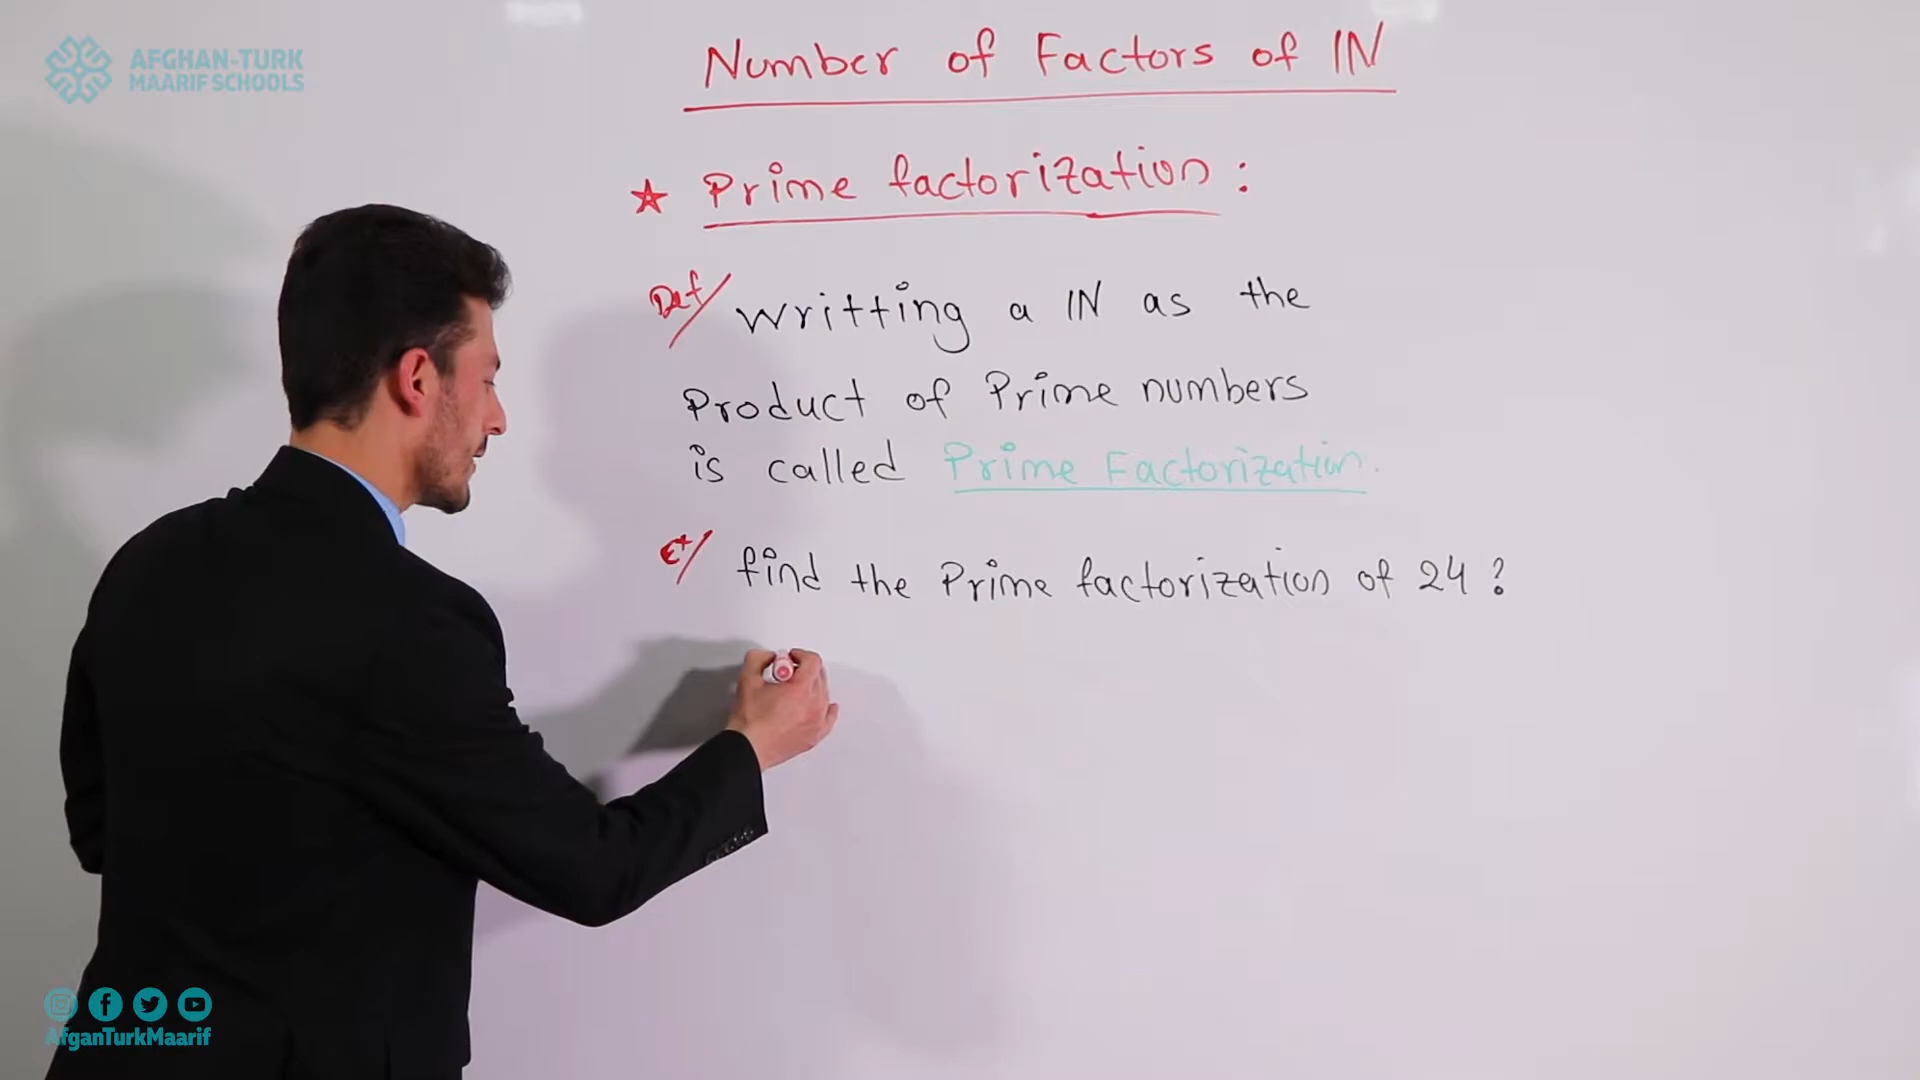 AFGHAN-TURK
MAARIF SCHOOLS
Number of Factors of IN
★ Prime factorization:
Def/ writting a IN as the
Product of Prime numbers
is called Prime Factorization.
Ex/ find the Prime factorization of 24?
AfganTurkMaarif